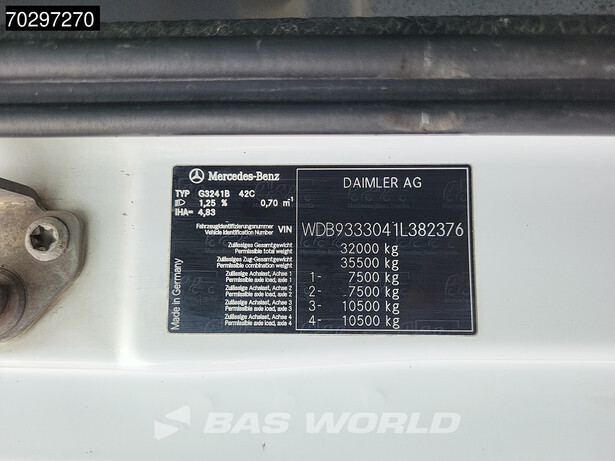 70297270
Mercedes-Benz
DAIMLER AG
TYP G3241B 42C
1,25 % 0,70 m-1
IHA= 4,83
Fahrzeugidentifizierungsnummer
Vehicle Identification Number VIN WDB9333041L382376
Zulässiges Gesamtgewicht
Permissible total weight 32000 kg
Zulässiges Zug-Gesamtgewicht
Permissible combination weight 35500 kg
Zulässige Achslast, Achse 1
Permissible axle load, axle 1 1- 7500 kg
Zulässige Achslast, Achse 2
Permissible axle load, axle 2 2- 7500 kg
Zulässige Achslast, Achse 3
Permissible axle load, axle 3 3- 10500 kg
Zulässige Achslast, Achse 4
Permissible axle load, axle 4 4- 10500 kg
Made in Germany
BAS WORLD